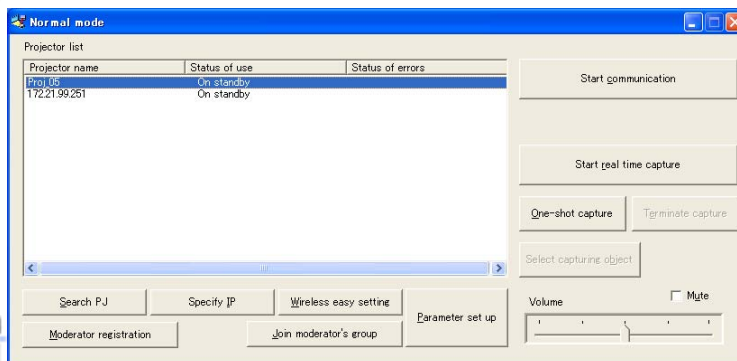 Normal mode
Projector list
Projector name Status of use Status of errors
Proj_05 On standby
172.21.99.251 On standby
Start communication
Start real time capture
One-shot capture Terminate capture
Select capturing object
Search PJ Specify IP Wireless easy setting
Parameter set up
Moderator registration Join moderator's group
Volume Mute